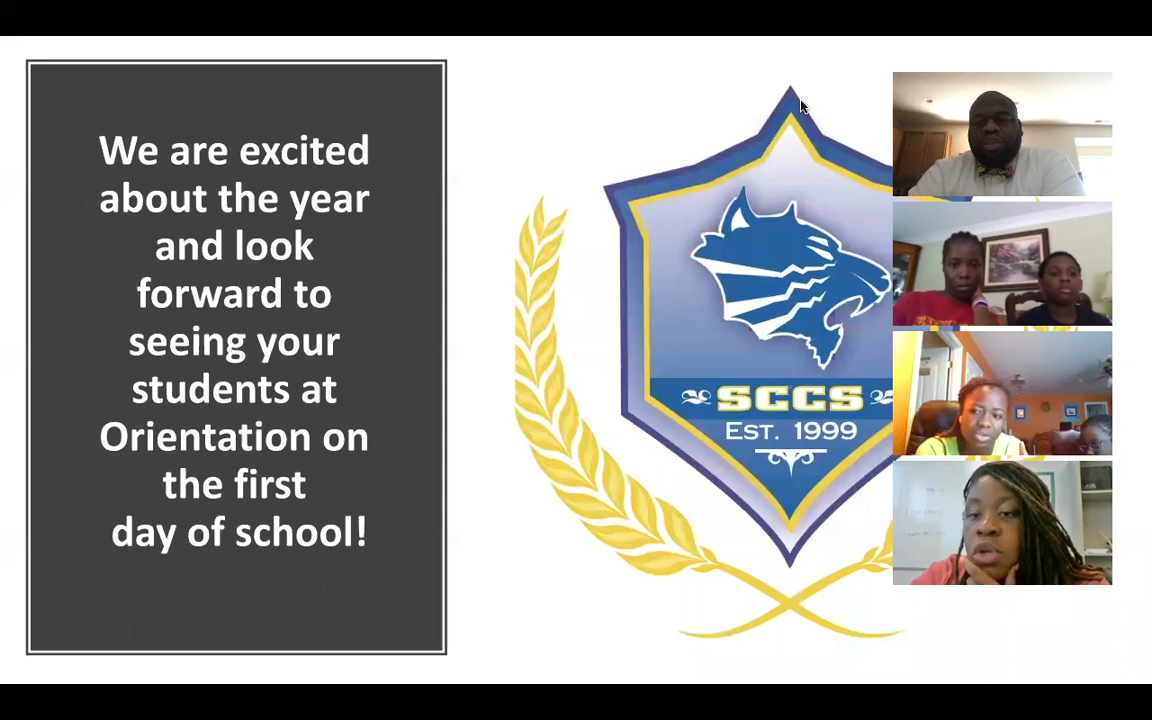 We are excited
about the year
and look
forward to
seeing your
students at
Orientation on
the first
day of school!
SCCS
EST. 1999